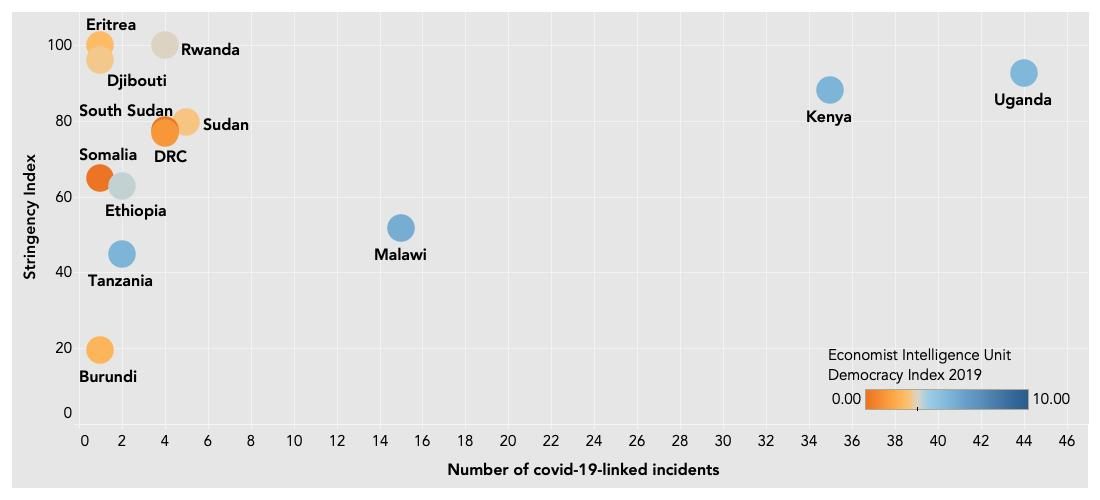 Eritrea
100
Rwanda
Djibouti
Uganda
Kenya
South Sudan
80
Sudan
DRC
Somalia
Stringency Index
60
Ethiopia
Malawi
40
Tanzania
20
Burundi
Economist Intelligence Unit
Democracy Index 2019
0.00 10.00
0
0 2 4 6 8 10 12 14 16 18 20 22 24 26 28 30 32 34 36 38 40 42 44 46
Number of covid-19-linked incidents